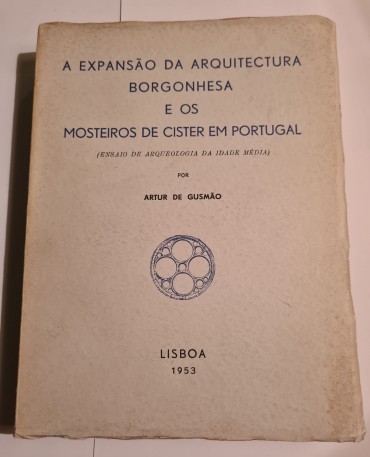 A EXPANSÃO DA ARQUITECTURA
BORGONHESA
E OS
MOSTEIROS DE CISTER EM PORTUGAL
(ENSAIO DE ARQUEOLOGIA DA IDADE MÉDIA)
POR
ARTUR DE GUSMÃO
LISBOA
1953